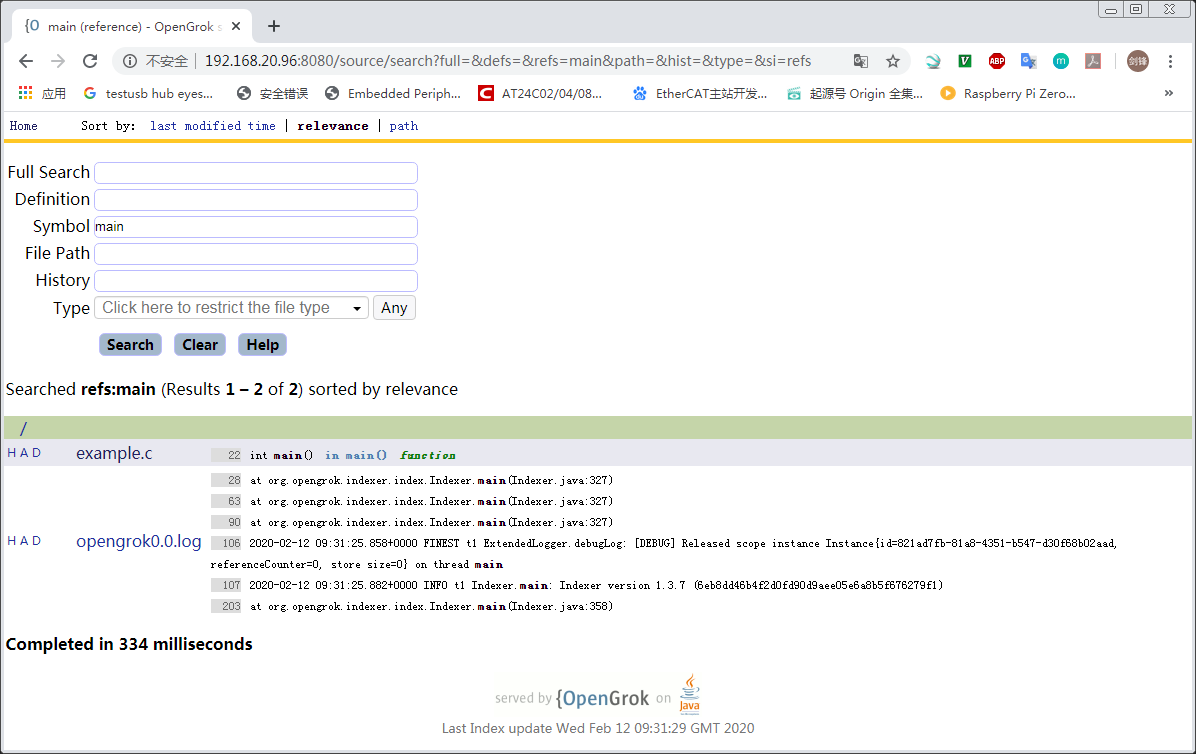 {O main (reference) - OpenGrok s
不安全 192.168.20.96:8080/source/search?full=&defs=&refs=main&path=&hist=&type=&si=refs V ABP m 剑锋
应用 testusb hub eyes... 安全错误 Embedded Periph... C AT24C02/04/08... EtherCAT主站开发... 起源号 Origin 全集... Raspberry Pi Zero... »
Home Sort by: last modified time | relevance | path
Full Search
Definition
Symbol main
File Path
History
Type Click here to restrict the file type Any
Search Clear Help
Searched refs:main (Results 1 – 2 of 2) sorted by relevance
/
H A D example.c 22 int main() in main() function
28 at org.opengrok.indexer.index.Indexer.main(Indexer.java:327)
63 at org.opengrok.indexer.index.Indexer.main(Indexer.java:327)
90 at org.opengrok.indexer.index.Indexer.main(Indexer.java:327)
H A D opengrok0.0.log 106 2020-02-12 09:31:25.858+0000 FINEST t1 ExtendedLogger.debugLog: [DEBUG] Released scope instance Instance{id=821ad7fb-81a8-4351-b547-d30f68b02aad,
referenceCounter=0, store size=0} on thread main
107 2020-02-12 09:31:25.882+0000 INFO t1 Indexer.main: Indexer version 1.3.7 (6eb8dd46b4f2d0fd90d9aee05e6a8b5f676279f1)
203 at org.opengrok.indexer.index.Indexer.main(Indexer.java:358)
Completed in 334 milliseconds
served by {OpenGrok on Java
Last Index update Wed Feb 12 09:31:29 GMT 2020